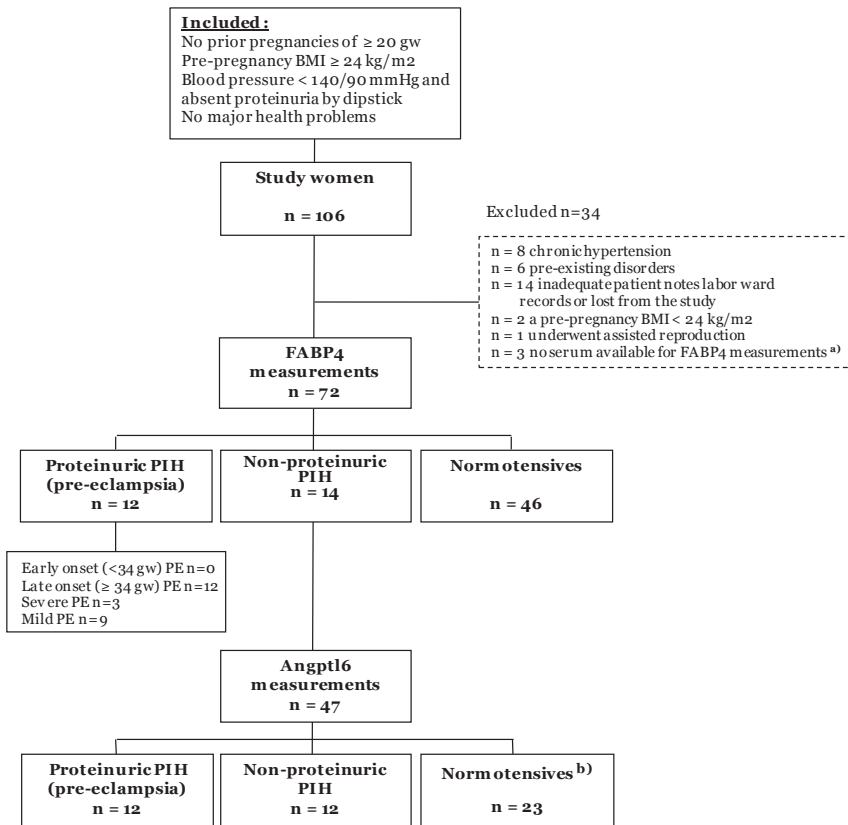 Included:
No prior pregnancies of ≥ 20 gw
Pre-pregnancy BMI ≥ 24 kg/m2
Blood pressure < 140/90 mmHg and
absent proteinuria by dipstick
No major health problems
Study women
n = 106
Excluded n=34
n = 8 chronic hypertension
n = 6 pre-existing disorders
n = 14 inadequate patient notes labor ward
records or lost from the study
n = 2 a pre-pregnancy BMI < 24 kg/m2
n = 1 underwent assisted reproduction
n = 3 no serum available for FABP4 measurements a)
FABP4
measurements
n = 72
Proteinuric PIH
(pre-eclampsia)
n = 12
Non-proteinuric
PIH
n = 14
Normotensives
n = 46
Early onset (<34 gw) PE n=0
Late onset (≥ 34 gw) PE n=12
Severe PE n=3
Mild PE n=9
Angptl6
measurements
n = 47
Proteinuric PIH
(pre-eclampsia)
n = 12
Non-proteinuric
PIH
n = 12
Normotensives b)
n = 23